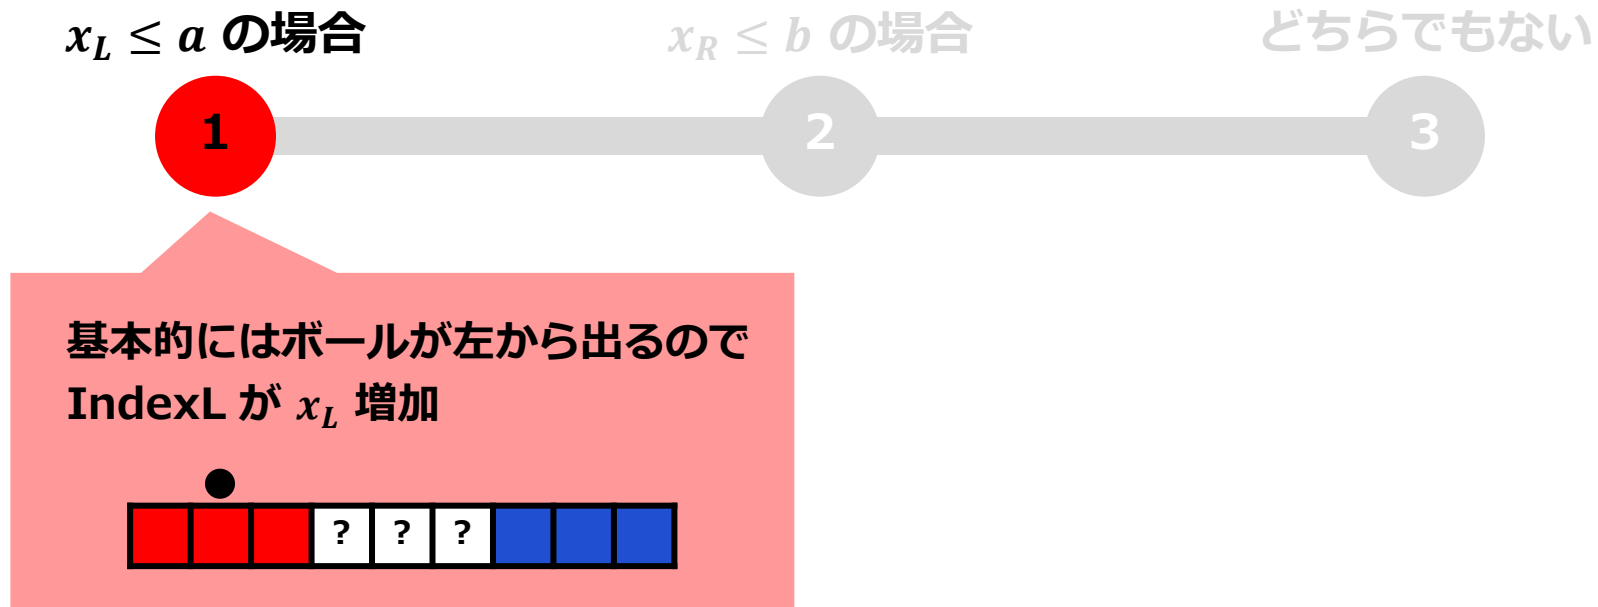 x_L ≤ a の場合
x_R ≤ b の場合
どちらでもない
1
2
3
基本的にはボールが左から出るので
IndexL が x_L 増加
? ? ?